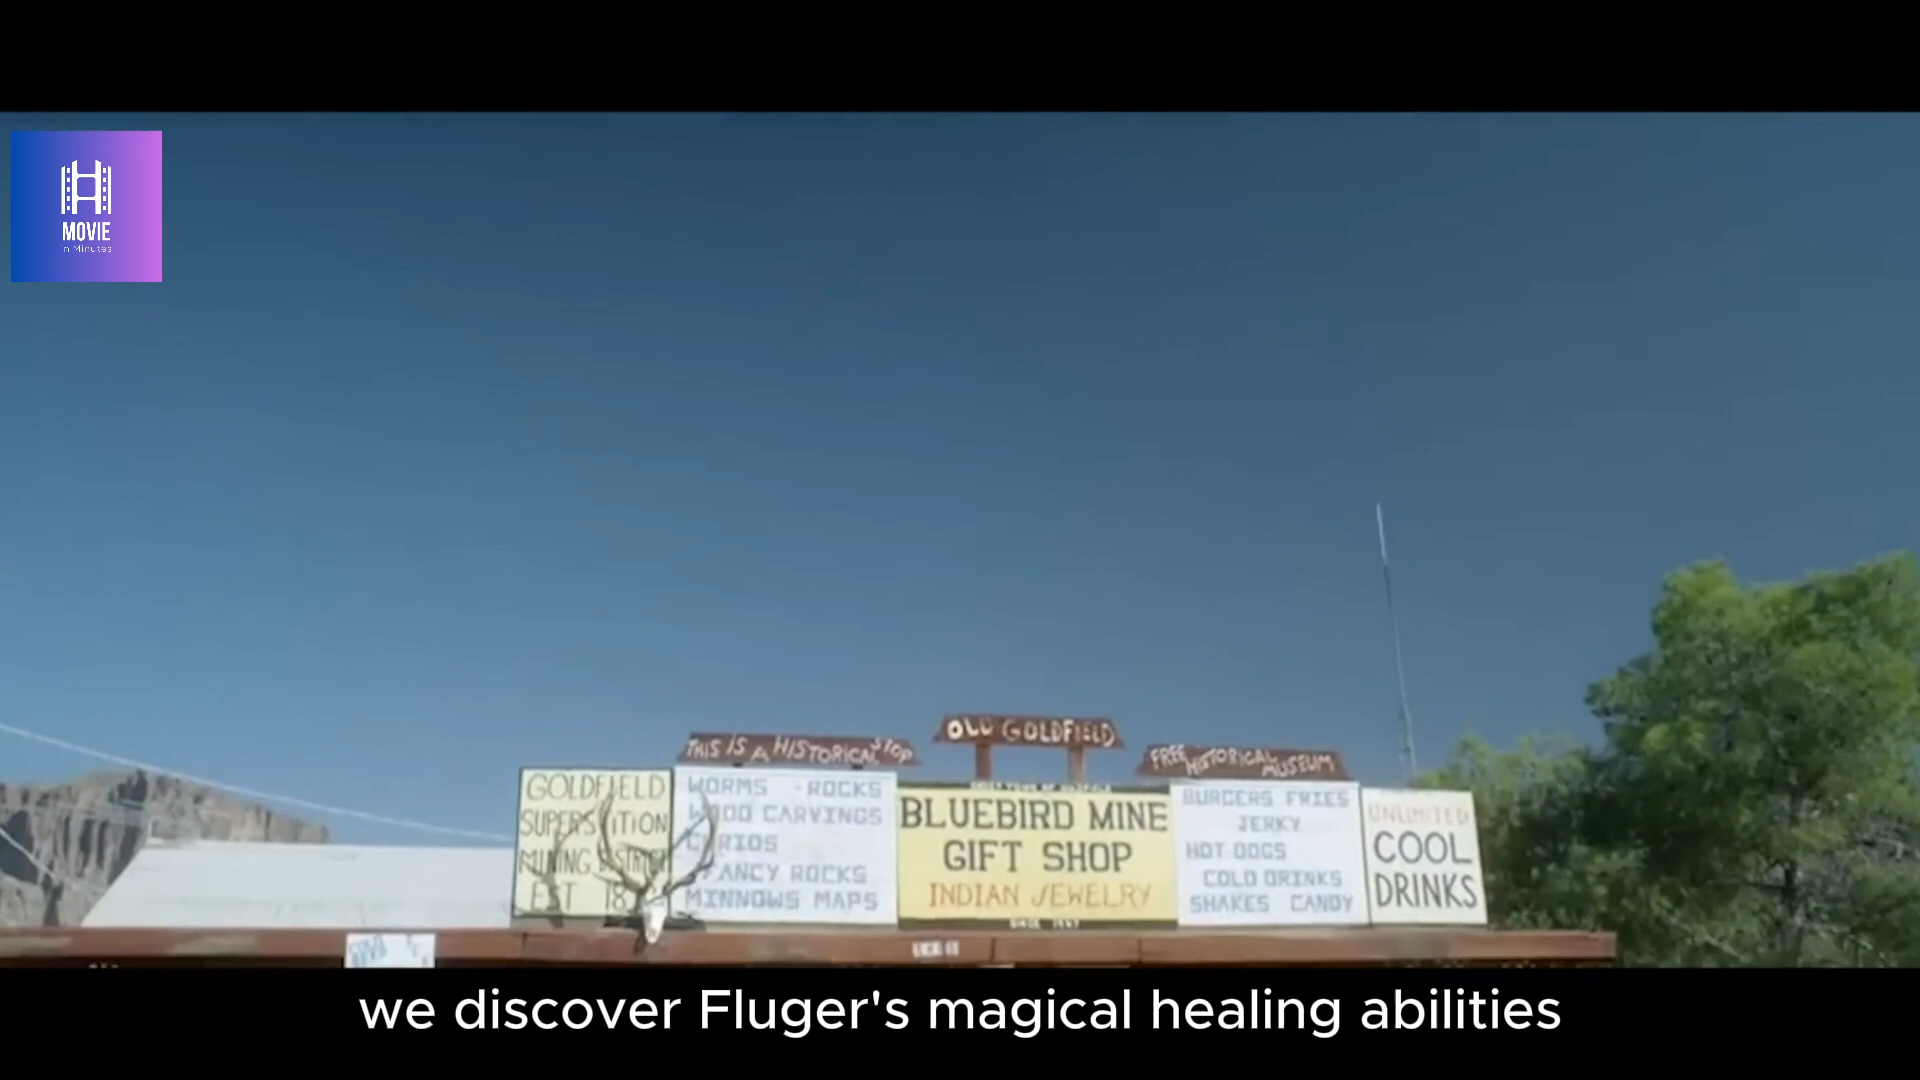 MOVIE
in Minutes
OLD GOLDFIELD
THIS IS A HISTORICAL STOP
FREE HISTORICAL MUSEUM
GOLDFIELD
SUPERSTITION
MINING DISTRICT
EST 18
WORMS - ROCKS
WOOD CARVINGS
CURIOS
FANCY ROCKS
MINNOWS MAPS
BLUEBIRD MINE
GIFT SHOP
INDIAN JEWELRY
BURGERS FRIES
JERKY
HOT DOGS
COLD DRINKS
SHAKES CANDY
UNLIMITED
COOL
DRINKS
we discover Fluger's magical healing abilities